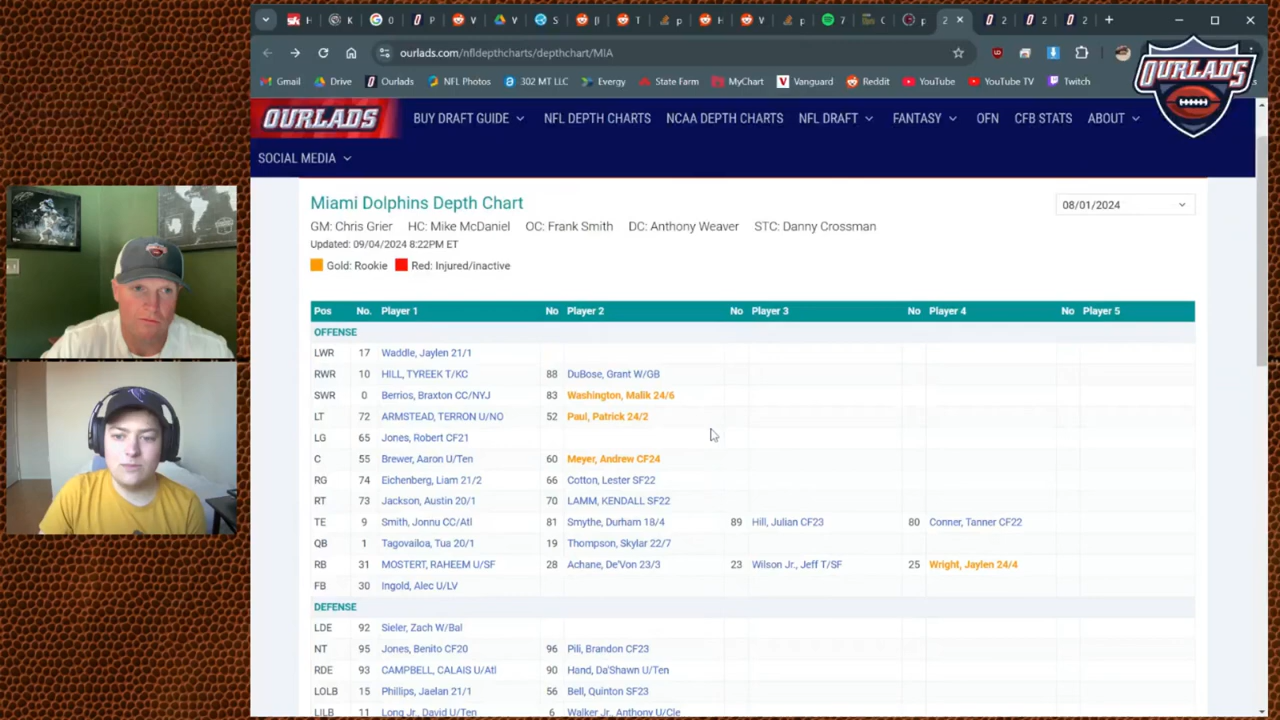 ourlads.com/nfldepthcharts/depthchart/MIA
Gmail Drive Ourlads NFL Photos 302 MT LLC Evergy State Farm MyChart Vanguard Reddit YouTube YouTube TV Twitch
OURLADS
OURLADS BUY DRAFT GUIDE NFL DEPTH CHARTS NCAA DEPTH CHARTS NFL DRAFT FANTASY OFN CFB STATS ABOUT
SOCIAL MEDIA
Miami Dolphins Depth Chart 08/01/2024
GM: Chris Grier HC: Mike McDaniel OC: Frank Smith DC: Anthony Weaver STC: Danny Crossman
Updated: 09/04/2024 8:22PM ET
Gold: Rookie Red: Injured/inactive
Pos No. Player 1 No Player 2 No Player 3 No Player 4 No Player 5
OFFENSE
LWR 17 Waddle, Jaylen 21/1
RWR 10 HILL, TYREEK T/KC 88 DuBose, Grant W/GB
SWR 0 Berrios, Braxton CC/NYJ 83 Washington, Malik 24/6
LT 72 ARMSTEAD, TERRON U/NO 52 Paul, Patrick 24/2
LG 65 Jones, Robert CF21
C 55 Brewer, Aaron U/Ten 60 Meyer, Andrew CF24
RG 74 Eichenberg, Liam 21/2 66 Cotton, Lester SF22
RT 73 Jackson, Austin 20/1 70 LAMM, KENDALL SF22
TE 9 Smith, Jonnu CC/Atl 81 Smythe, Durham 18/4 89 Hill, Julian CF23 80 Conner, Tanner CF22
QB 1 Tagovailoa, Tua 20/1 19 Thompson, Skylar 22/7
RB 31 MOSTERT, RAHEEM U/SF 28 Achane, De'Von 23/3 23 Wilson Jr., Jeff T/SF 25 Wright, Jaylen 24/4
FB 30 Ingold, Alec U/LV
DEFENSE
LDE 92 Sieler, Zach W/Bal
NT 95 Jones, Benito CF20 96 Pili, Brandon CF23
RDE 93 CAMPBELL, CALAIS U/Atl 90 Hand, Da'Shawn U/Ten
LOLB 15 Phillips, Jaelan 21/1 56 Bell, Quinton SF23
LILB 11 Long Jr., David U/Ten 6 Walker Jr., Anthony U/Cle